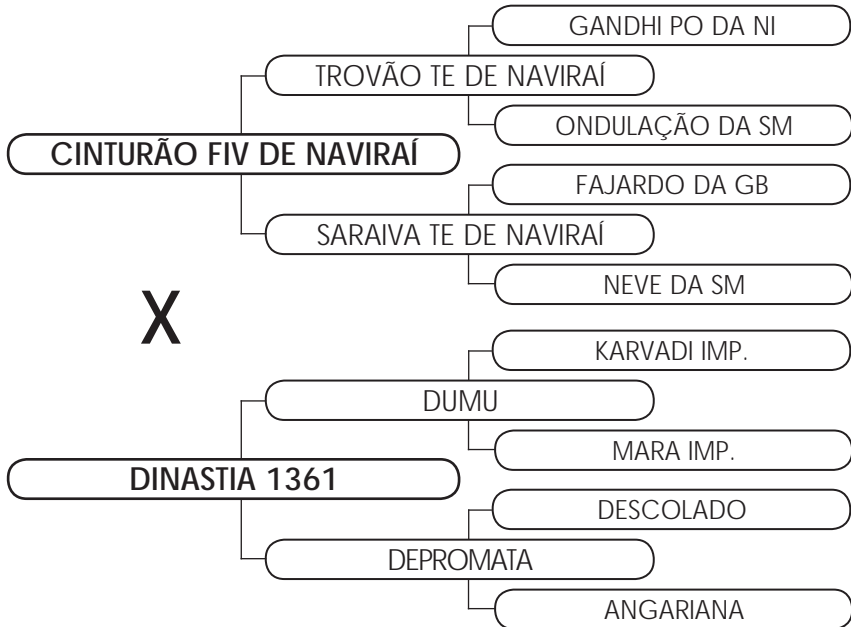 GANDHI PO DA NI
TROVÃO TE DE NAVIRAÍ
ONDULAÇÃO DA SM
CINTURÃO FIV DE NAVIRAÍ
FAJARDO DA GB
SARAIVA TE DE NAVIRAÍ
NEVE DA SM
X
KARVADI IMP.
DUMU
MARA IMP.
DINASTIA 1361
DESCOLADO
DEPROMATA
ANGARIANA